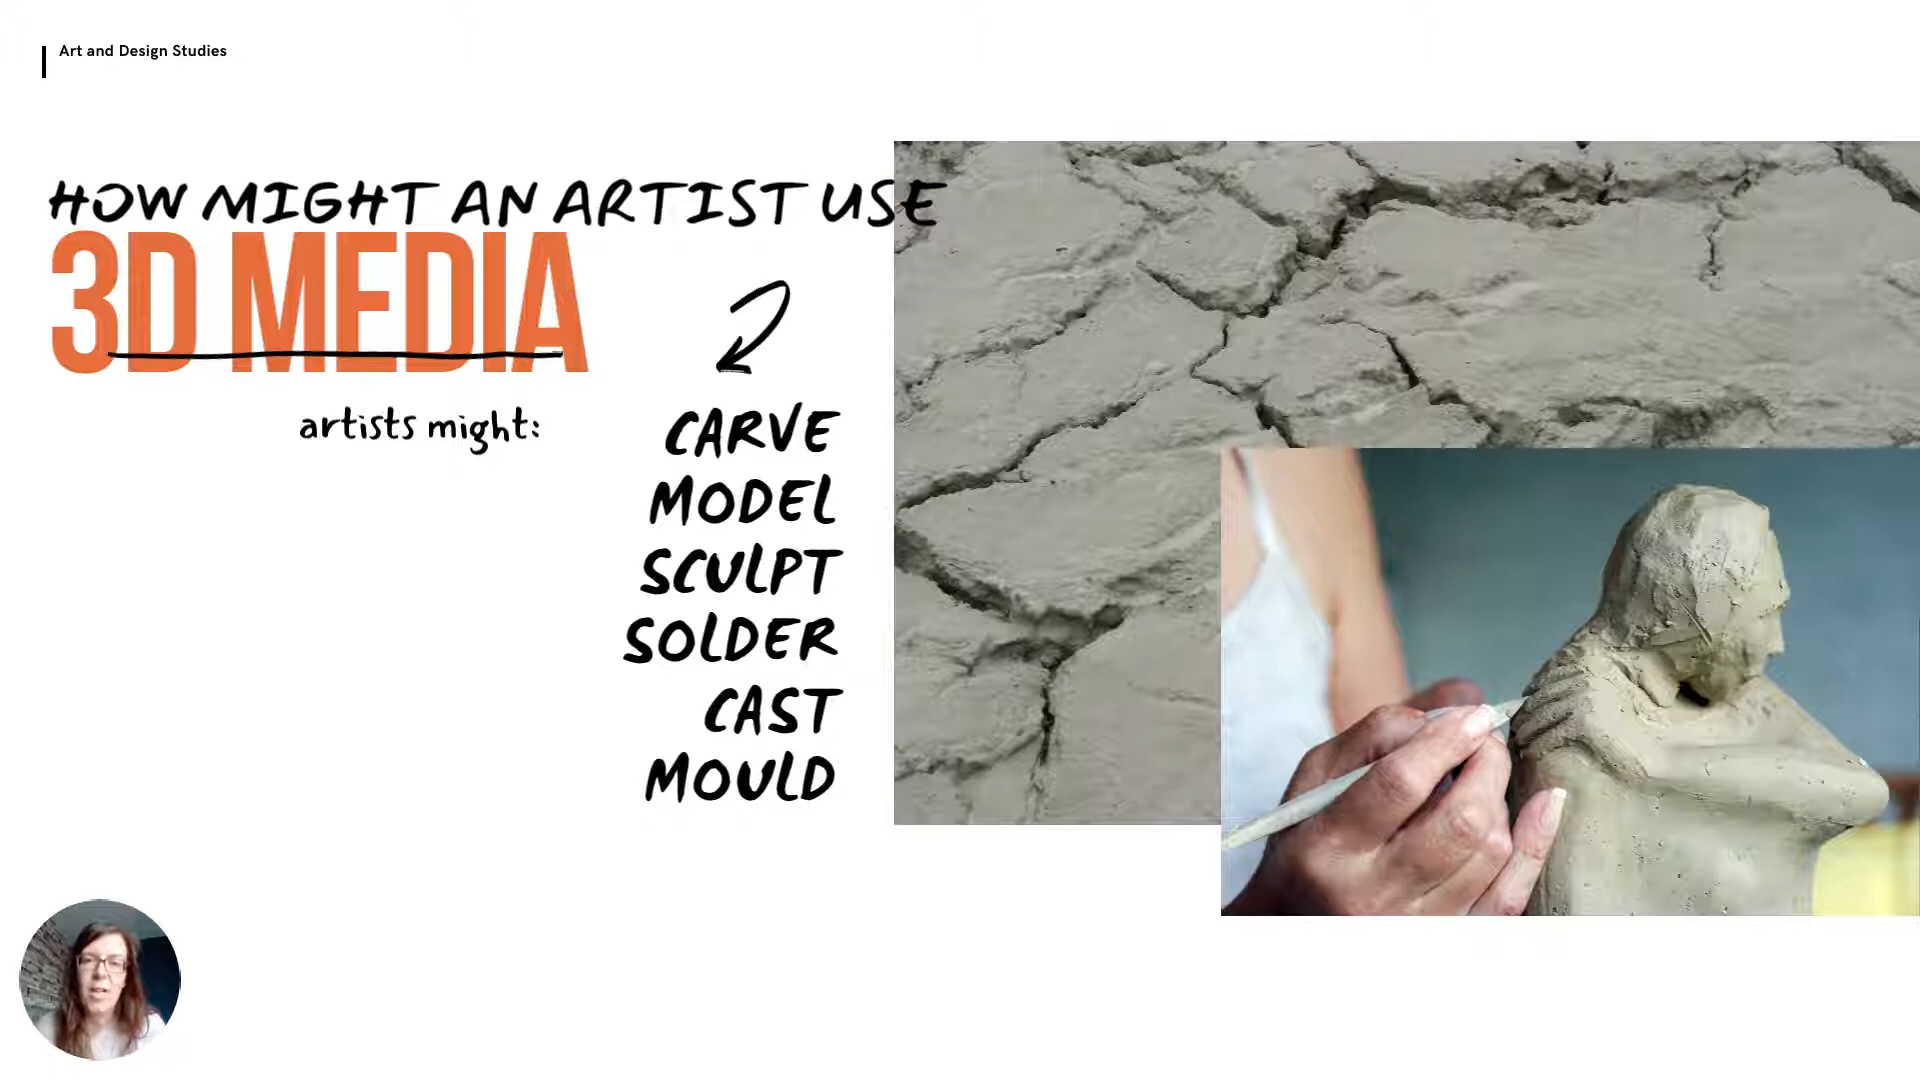 Art and Design Studies
HOW MIGHT AN ARTIST USE
3D MEDIA
artists might:
CARVE
MODEL
SCULPT
SOLDER
CAST
MOULD